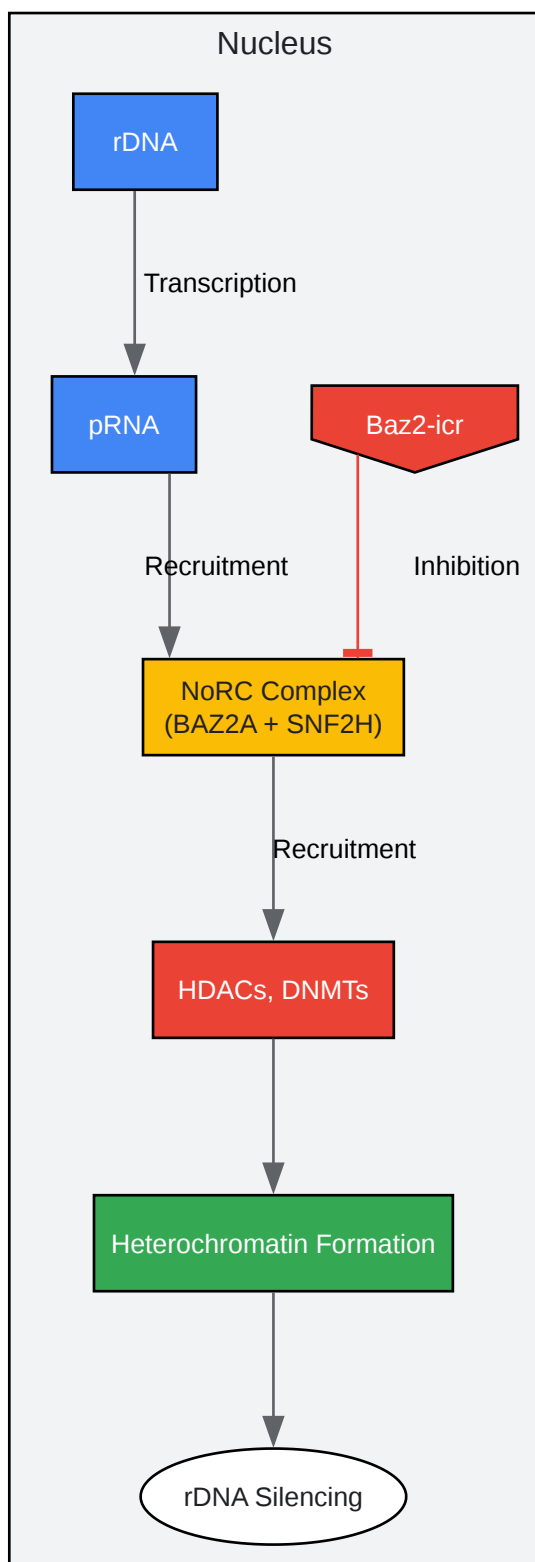 Nucleus
rDNA
Transcription
pRNA
Baz2-icr
Recruitment
Inhibition
NoRC Complex
(BAZ2A + SNF2H)
Recruitment
HDACs, DNMTs
Heterochromatin Formation
rDNA Silencing